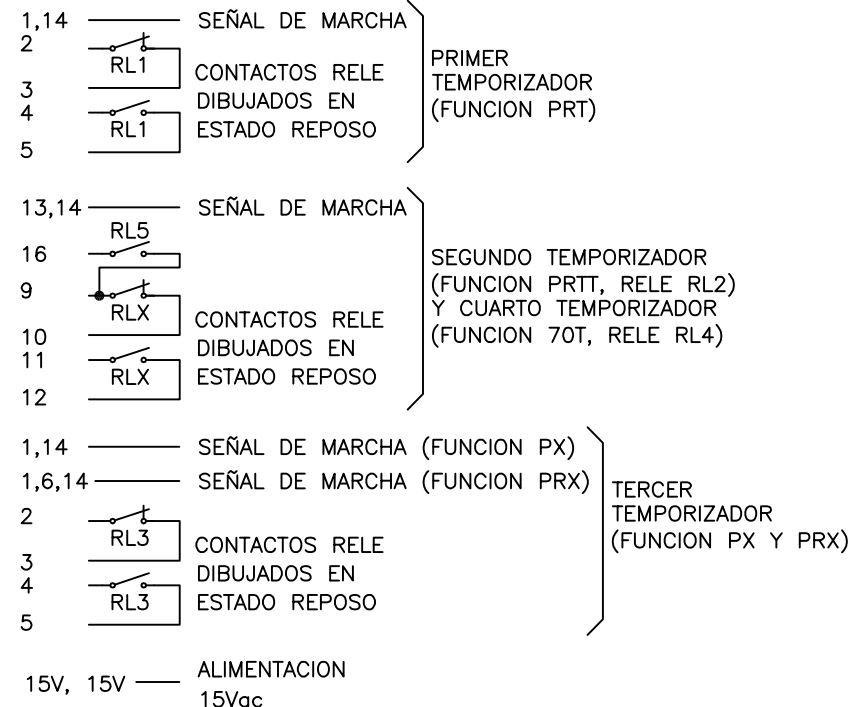 1,14 SEÑAL DE MARCHA
2
RL1
3
4
RL1
5
CONTACTOS RELE
DIBUJADOS EN
ESTADO REPOSO
PRIMER
TEMPORIZADOR
(FUNCION PRT)
13,14 SEÑAL DE MARCHA
RL5
16
9
RLX
10
11
RLX
12
CONTACTOS RELE
DIBUJADOS EN
ESTADO REPOSO
SEGUNDO TEMPORIZADOR
(FUNCION PRTT, RELE RL2)
Y CUARTO TEMPORIZADOR
(FUNCION 70T, RELE RL4)
1,14 SEÑAL DE MARCHA (FUNCION PX)
1,6,14 SEÑAL DE MARCHA (FUNCION PRX)
2
RL3
3
4
RL3
5
CONTACTOS RELE
DIBUJADOS EN
ESTADO REPOSO
TERCER
TEMPORIZADOR
(FUNCION PX Y PRX)
15V, 15V ALIMENTACION
15Vac